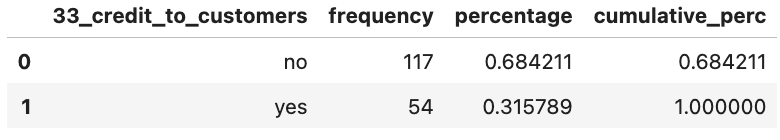 33_credit_to_customers frequency percentage cumulative_perc
0 no 117 0.684211 0.684211
1 yes 54 0.315789 1.000000